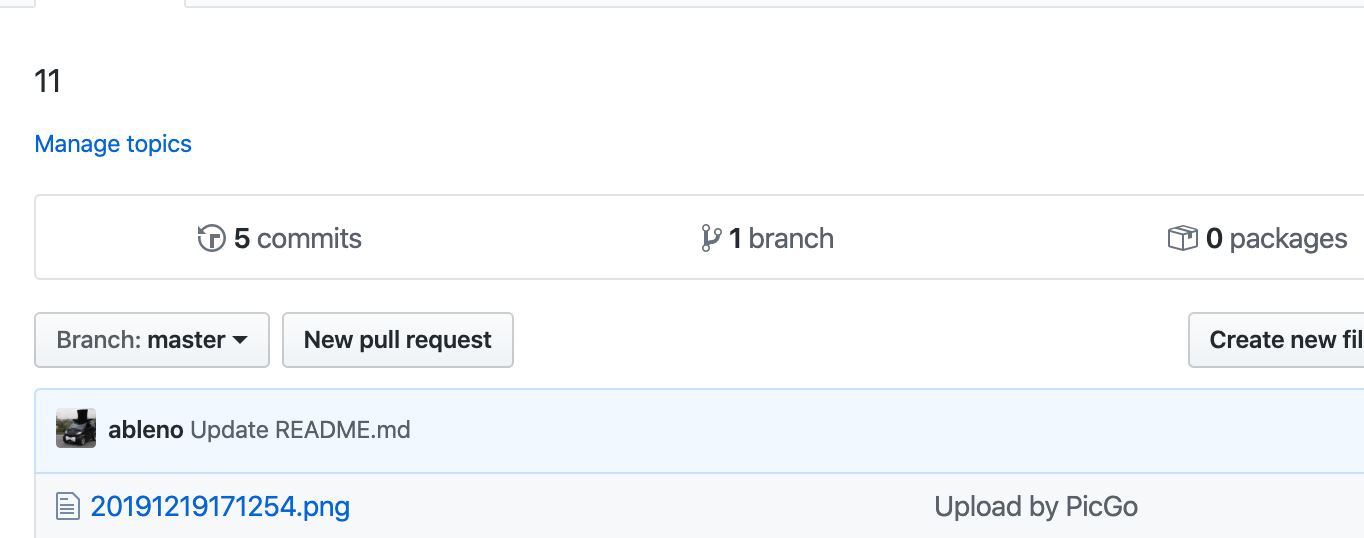 11
Manage topics
5 commits 1 branch 0 packages
Branch: master New pull request Create new fil
ableno Update README.md
20191219171254.png Upload by PicGo